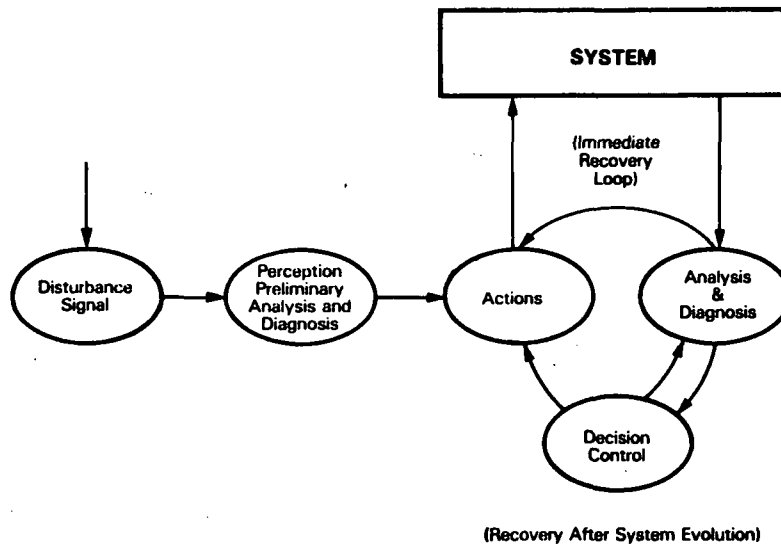 SYSTEM
(Immediate
Recovery
Loop)
Disturbance
Signal
Perception
Preliminary
Analysis and
Diagnosis
Actions
Analysis
&
Diagnosis
Decision
Control
(Recovery After System Evolution)